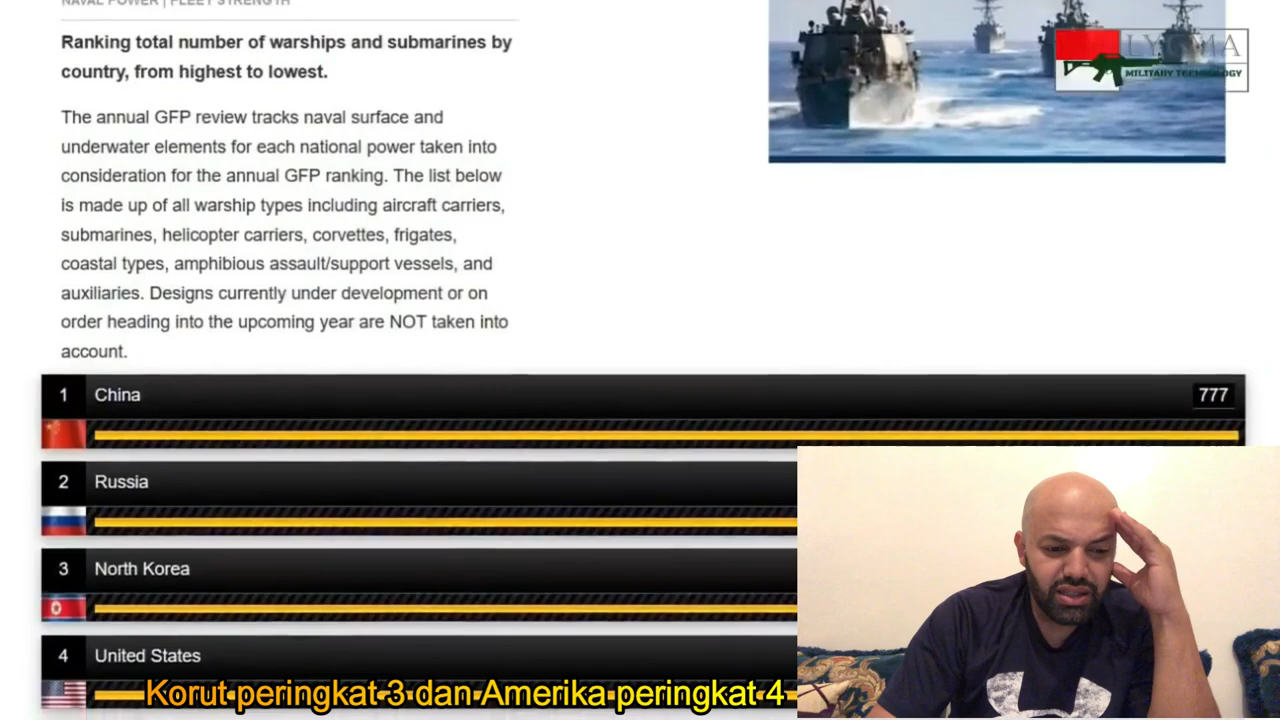 NAVAL POWER | FLEET STRENGTH
Ranking total number of warships and submarines by
country, from highest to lowest.
The annual GFP review tracks naval surface and
underwater elements for each national power taken into
consideration for the annual GFP ranking. The list below
is made up of all warship types including aircraft carriers,
submarines, helicopter carriers, corvettes, frigates,
coastal types, amphibious assault/support vessels, and
auxiliaries. Designs currently under development or on
order heading into the upcoming year are NOT taken into
account.
LYGMA
MILITARY TECHNOLOGY
1 China 777
2 Russia
3 North Korea
4 United States
Korut peringkat 3 dan Amerika peringkat 4